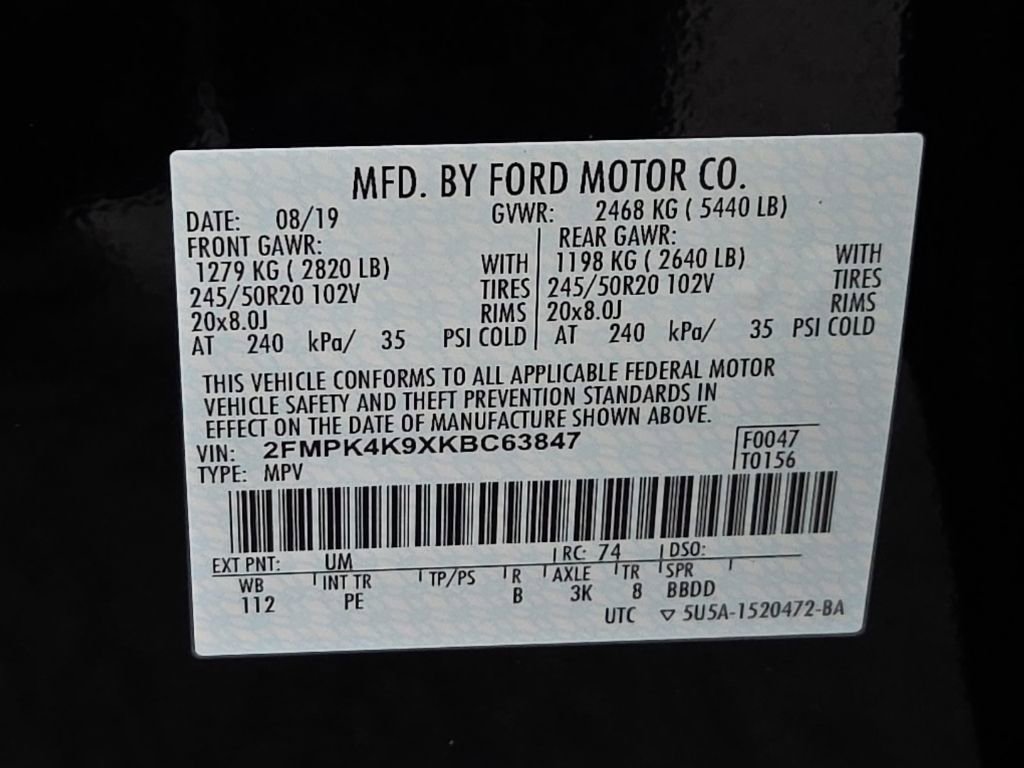 MFD. BY FORD MOTOR CO.
DATE: 08/19 GVWR: 2468 KG ( 5440 LB)
FRONT GAWR: REAR GAWR:
1279 KG ( 2820 LB) WITH 1198 KG ( 2640 LB) WITH
245/50R20 102V TIRES 245/50R20 102V TIRES
20x8.0J RIMS 20x8.0J RIMS
AT 240 kPa/ 35 PSI COLD AT 240 kPa/ 35 PSI COLD
THIS VEHICLE CONFORMS TO ALL APPLICABLE FEDERAL MOTOR
VEHICLE SAFETY AND THEFT PREVENTION STANDARDS IN
EFFECT ON THE DATE OF MANUFACTURE SHOWN ABOVE.
VIN: 2FMPK4K9XKBC63847 F0047
TYPE: MPV T0156
EXT PNT: UM RC: 74 DSO:
WB INT TR TP/PS R AXLE TR SPR
112 PE B 3K 8 BBDD
UTC ▽ 5U5A-1520472-BA